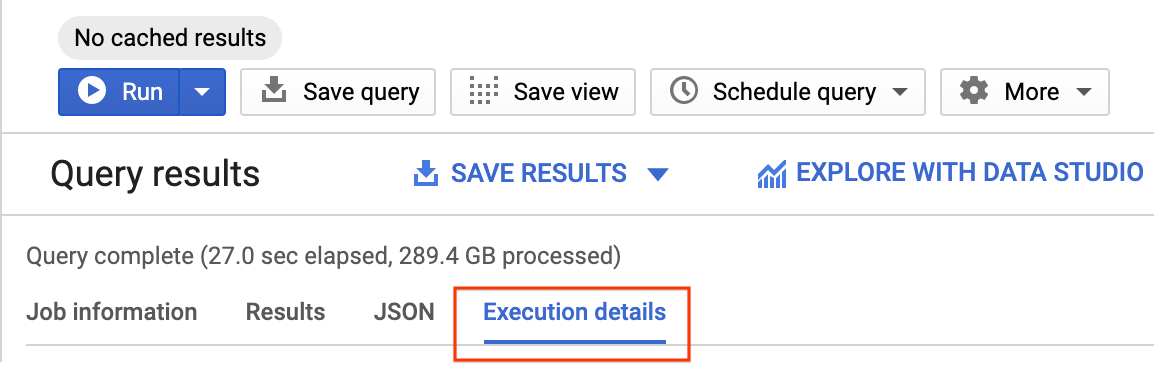 No cached results
Run Save query Save view Schedule query More
Query results SAVE RESULTS EXPLORE WITH DATA STUDIO
Query complete (27.0 sec elapsed, 289.4 GB processed)
Job information Results JSON Execution details